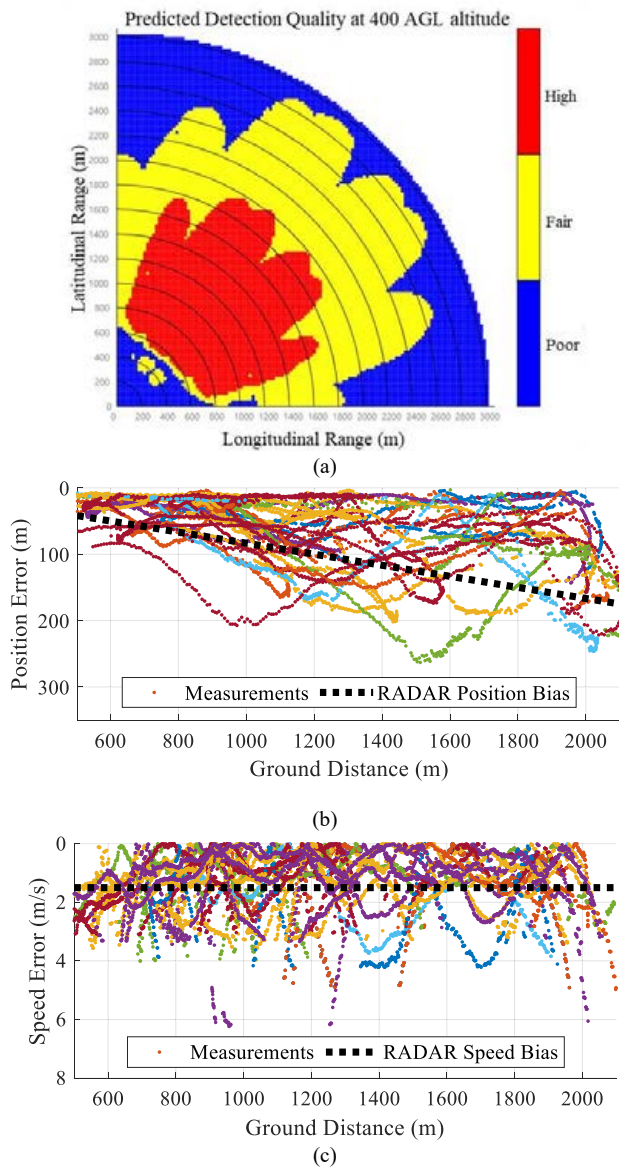 Predicted Detection Quality at 400 AGL altitude
3000
2800
2600
2400
2200
2000
1800
1600
1400
1200
1000
800
600
400
200
0
Latitudinal Range (m)
0 200 400 600 800 1000 1200 1400 1600 1800 2000 2200 2400 2600 2800 3000
Longitudinal Range (m)
High
Fair
Poor
(a)
0
100
200
300
Position Error (m)
Measurements RADAR Position Bias
600 800 1000 1200 1400 1600 1800 2000
Ground Distance (m)
(b)
0
2
4
6
8
Speed Error (m/s)
Measurements RADAR Speed Bias
600 800 1000 1200 1400 1600 1800 2000
Ground Distance (m)
(c)